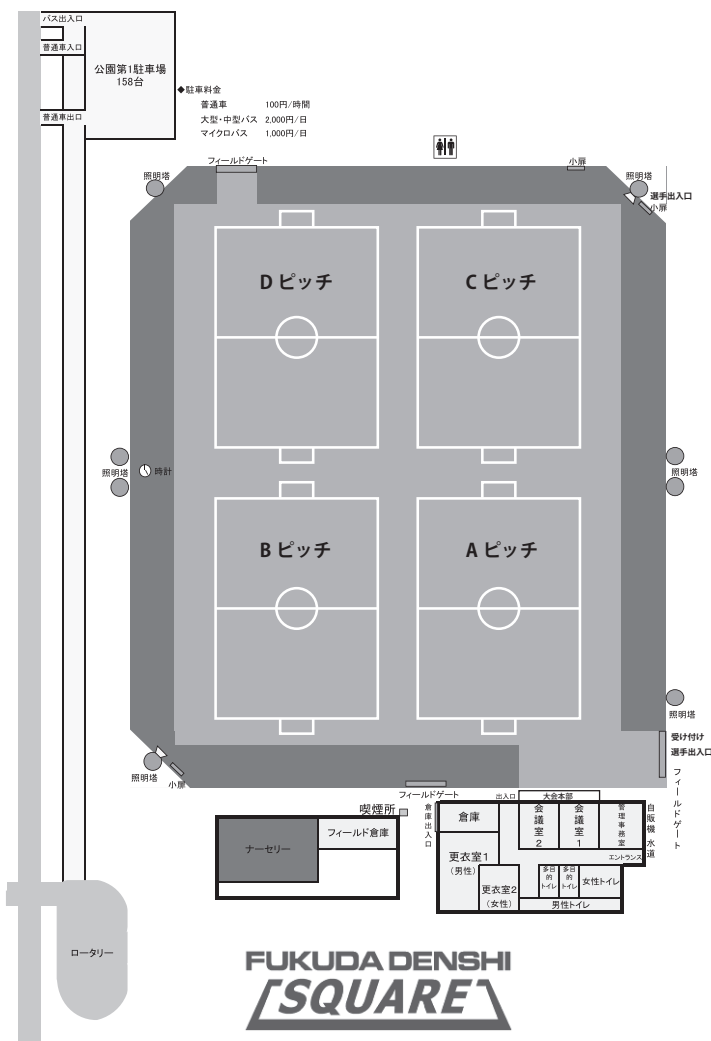 バス出入口
普通車入口
公園第1駐車場
158台
◆駐車料金
普通車 100円/時間
大型・中型バス 2,000円/日
マイクロバス 1,000円/日
普通車出口
フィールドゲート
小扉
照明塔
照明塔
選手出入口
小扉
Dピッチ
Cピッチ
照明塔
時計
照明塔
Bピッチ
Aピッチ
照明塔
受け付け
選手出入口
フィールドゲート
照明塔
小扉
フィールドゲート
喫煙所
倉庫出入口
出入口
大会本部
倉庫
会議室2
会議室1
管理事務室
自販機 水道
エントランス
ナーセリー
フィールド倉庫
更衣室1
(男性)
更衣室2
(女性)
多目的トイレ
多目的トイレ
女性トイレ
男性トイレ
ロータリー
FUKUDA DENSHI
SQUARE